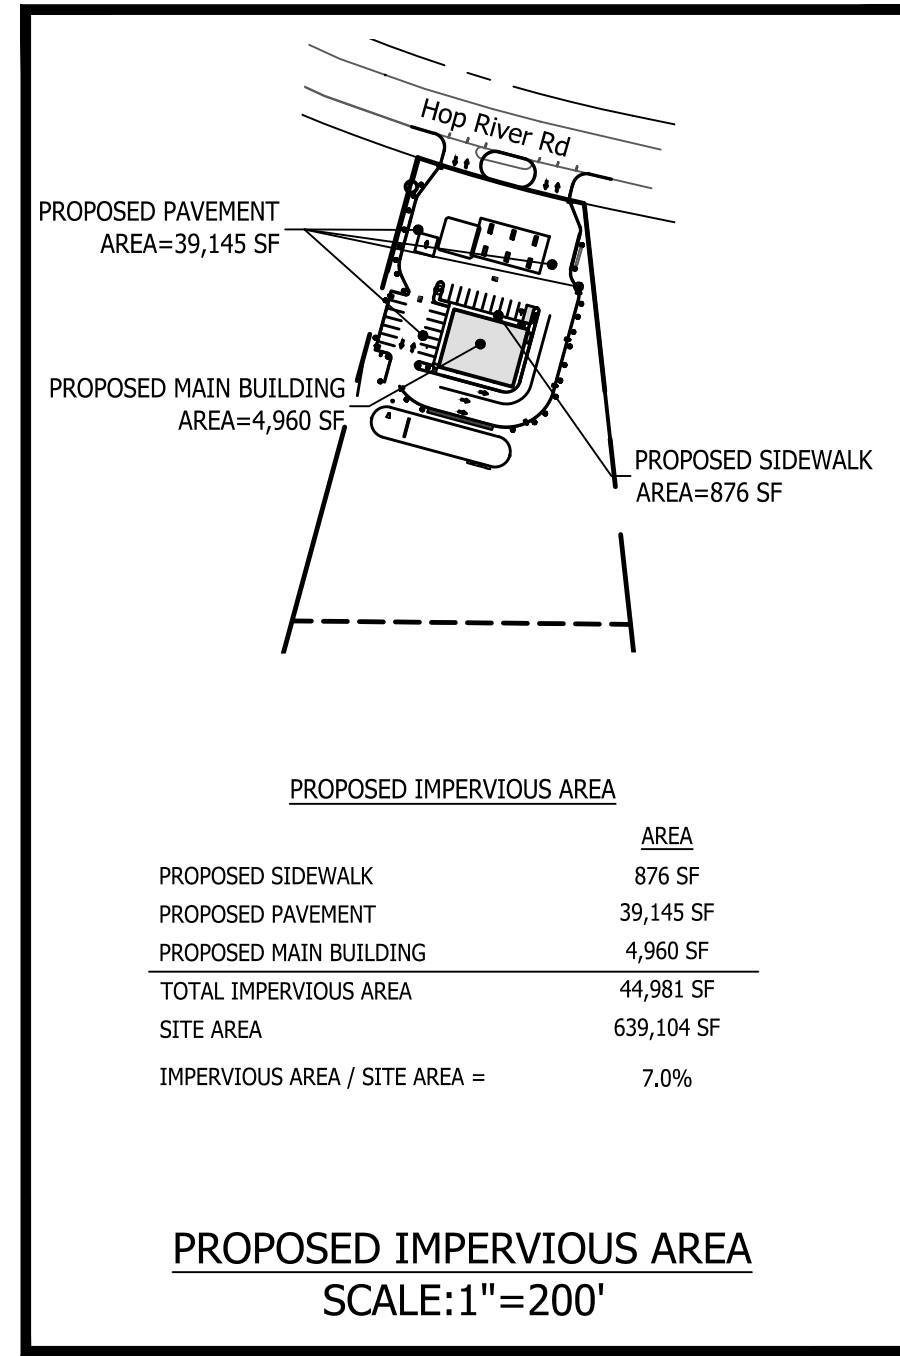 Hop River Rd
PROPOSED PAVEMENT
AREA=39,145 SF
PROPOSED MAIN BUILDING
AREA=4,960 SF
PROPOSED SIDEWALK
AREA=876 SF
PROPOSED IMPERVIOUS AREA
AREA
PROPOSED SIDEWALK 876 SF
PROPOSED PAVEMENT 39,145 SF
PROPOSED MAIN BUILDING 4,960 SF
TOTAL IMPERVIOUS AREA 44,981 SF
SITE AREA 639,104 SF
IMPERVIOUS AREA / SITE AREA = 7.0%
PROPOSED IMPERVIOUS AREA
SCALE:1"=200'